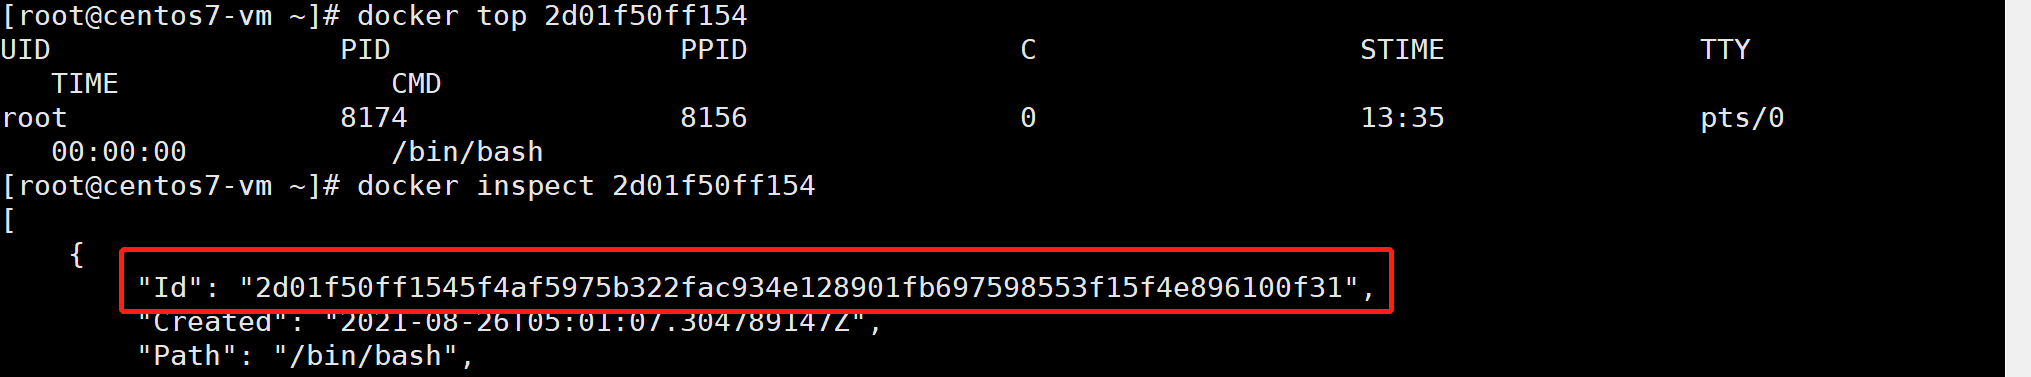 [root@centos7-vm ~]# docker top 2d01f50ff154
UID PID PPID C STIME TTY
TIME CMD
root 8174 8156 0 13:35 pts/0
00:00:00 /bin/bash
[root@centos7-vm ~]# docker inspect 2d01f50ff154
[
{
"Id": "2d01f50ff1545f4af5975b322fac934e128901fb697598553f15f4e896100f31",
"Created": "2021-08-26T05:01:07.304789147Z",
"Path": "/bin/bash",